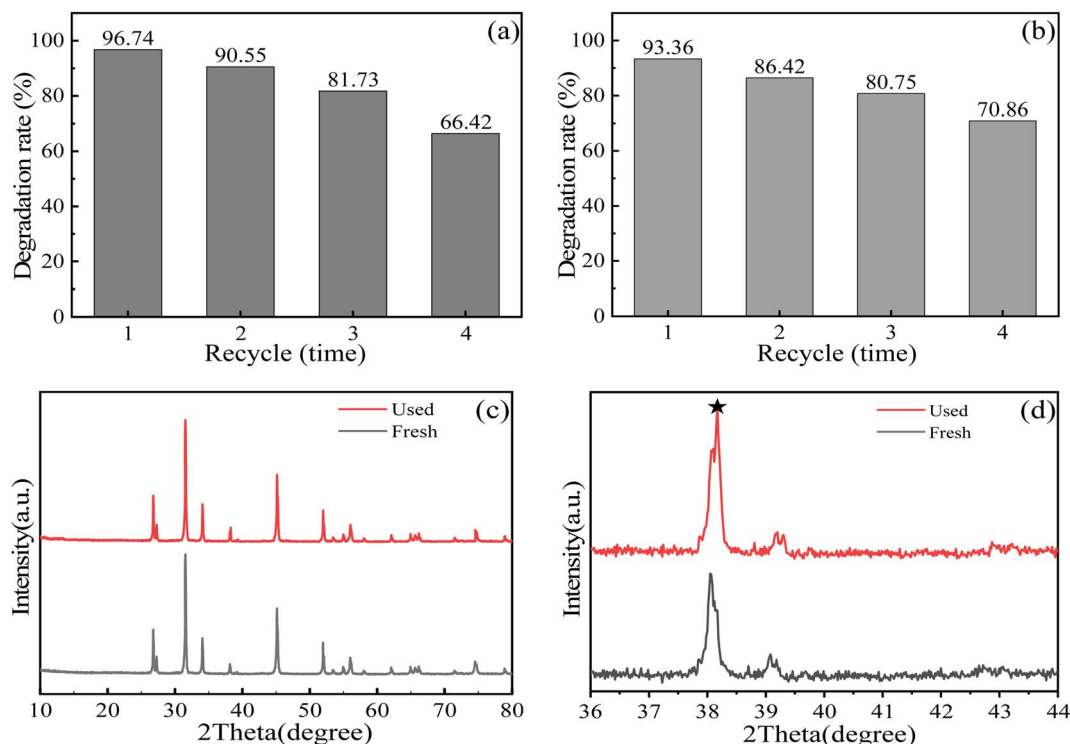 (a)
Degradation rate (%)
100
80
60
40
20
0
96.74
90.55
81.73
66.42
1 2 3 4
Recycle (time)
(b)
Degradation rate (%)
100
80
60
40
20
0
93.36
86.42
80.75
70.86
1 2 3 4
Recycle (time)
(c)
Used
Fresh
Intensity(a.u.)
10 20 30 40 50 60 70 80
2Theta(degree)
(d)
★
Used
Fresh
Intensity(a.u.)
36 37 38 39 40 41 42 43 44
2Theta(degree)